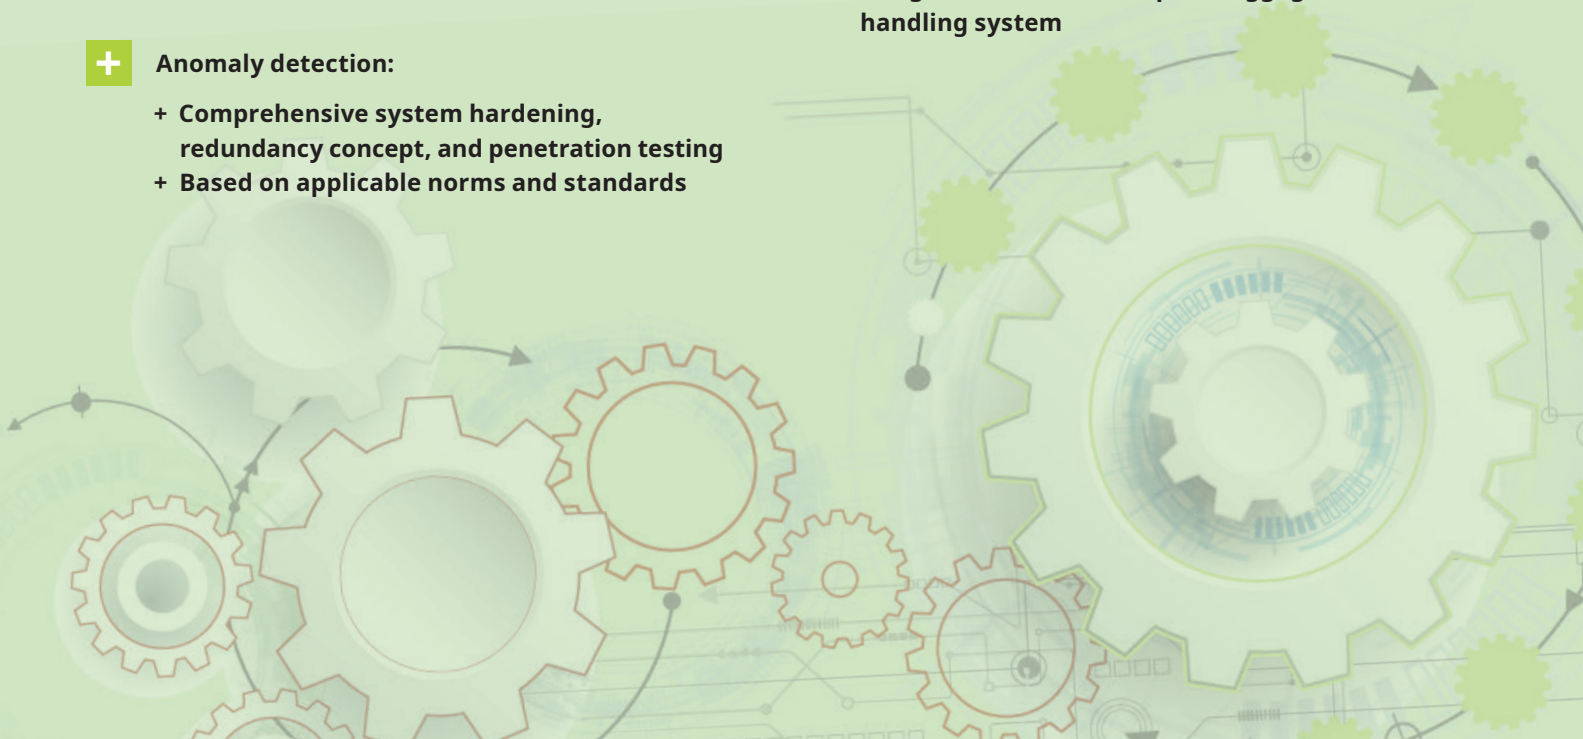 handling system
Anomaly detection:
+ Comprehensive system hardening,
redundancy concept, and penetration testing
+ Based on applicable norms and standards